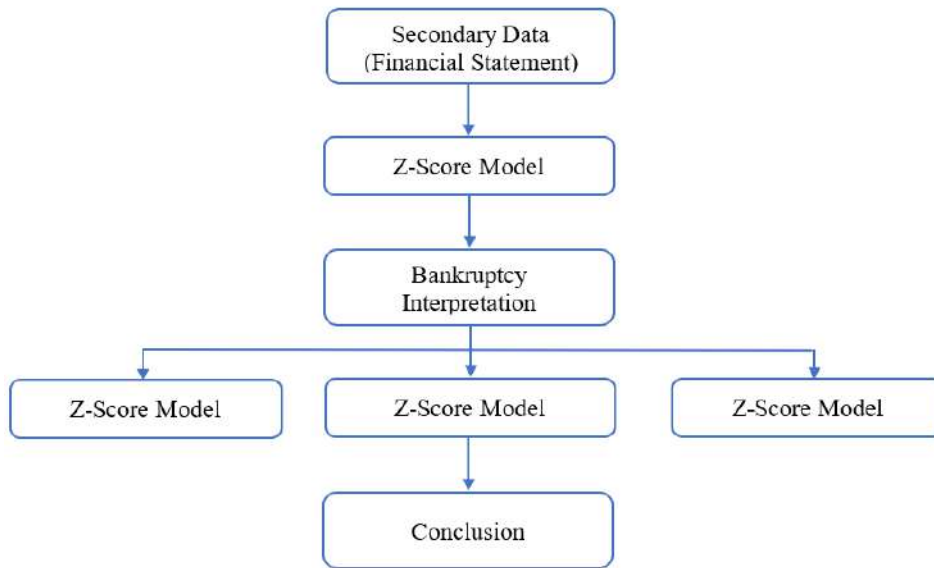 Secondary Data
(Financial Statement)
Z-Score Model
Bankruptcy
Interpretation
Z-Score Model
Z-Score Model
Z-Score Model
Conclusion